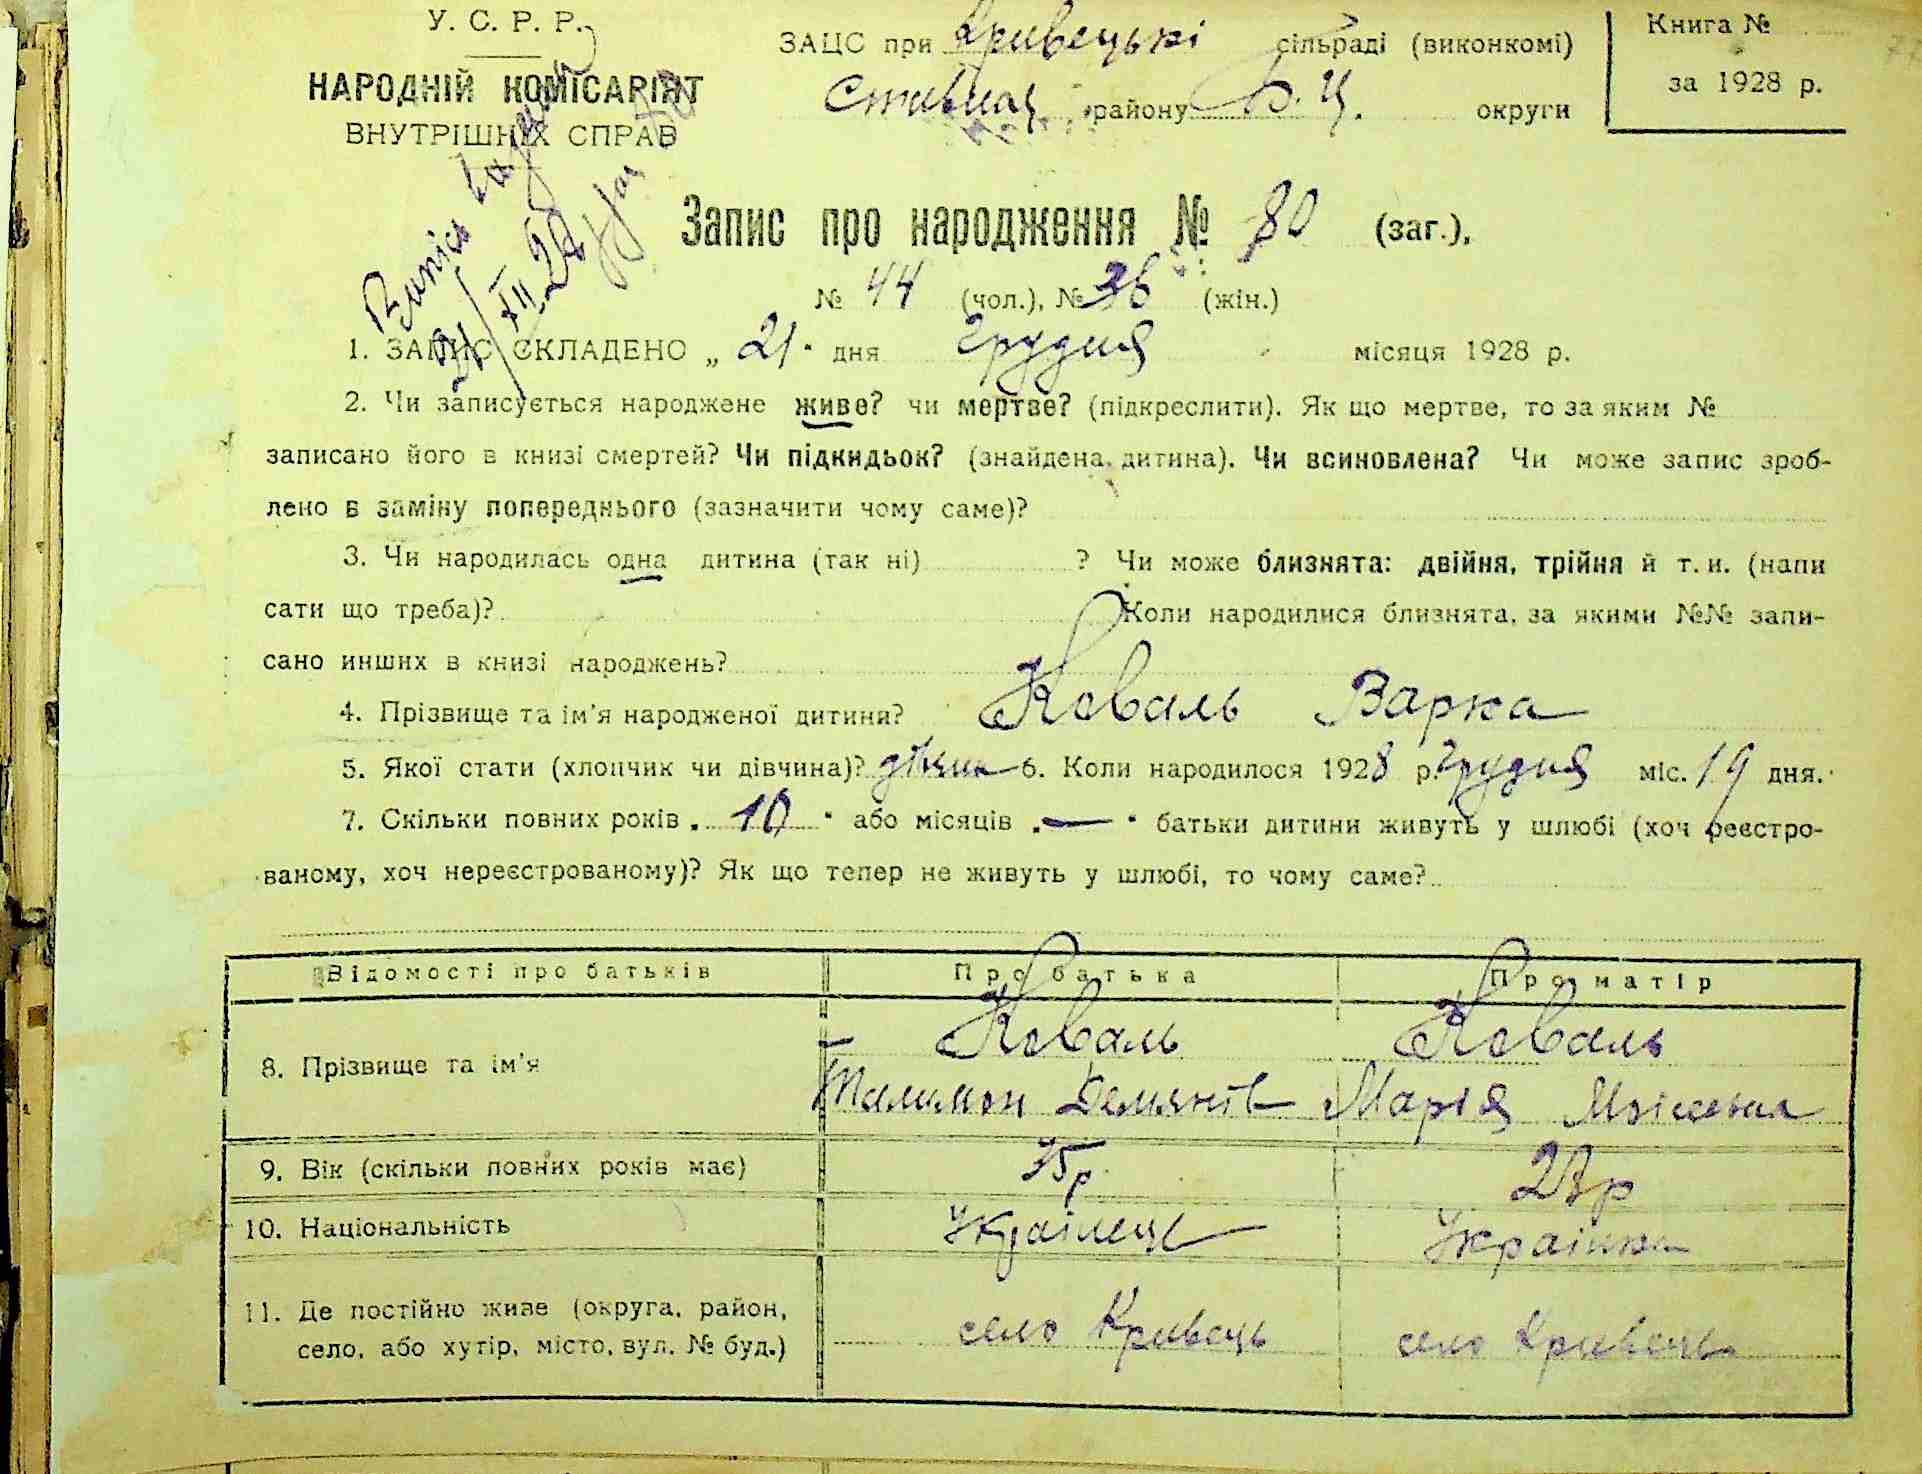 У. С. Р. Р.
НАРОДНІЙ КОМІСАРІЯТ
ВНУТРІШНІХ СПРАВ
ЗАЦС при Кривецькі сільраді (виконкомі)
району Б. Ц. округи
Книга №
за 1928 р.
Запис про народження № 80 (заг.),
№ 44 (чол.), № 36 (жін.)
1. ЗАПИС СКЛАДЕНО „ 21 " дня грудня місяця 1928 р.
2. Чи записується народжене живе? чи мертве? (підкреслити). Як що мертве, то за яким №
записано його в книзі смертей? Чи підкидьок? (знайдена дитина). Чи всиновлена? Чи може запис зроб-
лено в заміну попереднього (зазначити чому саме)?
3. Чи народилась одна дитина (так ні) ? Чи може близнята: двійня, трійня й т. и. (напи
сати що треба)? Коли народилися близнята, за якими №№ запи-
сано инших в книзі народжень?
4. Прізвище та ім'я народженої дитини? Коваль Варка
5. Якої стати (хлопчик чи дівчина)? 6. Коли народилося 1928 р. грудня міс. 19 дня.
7. Скільки повних років „ 10 " або місяців „ — " батьки дитини живуть у шлюбі (хоч реєстро-
ваному, хоч нереєстрованому)? Як що тепер не живуть у шлюбі, то чому саме?
Відомості про батьків Про батька Про матір
8. Прізвище та ім'я Коваль Коваль
Талимон Демянів Марія Мойсеевна
9. Вік (скільки повних років має) 35р.
10. Національність Українець Українка
11. Де постійно живе (округа, район,
село, або хутір, місто, вул. № буд.) село Кривець село Кривець